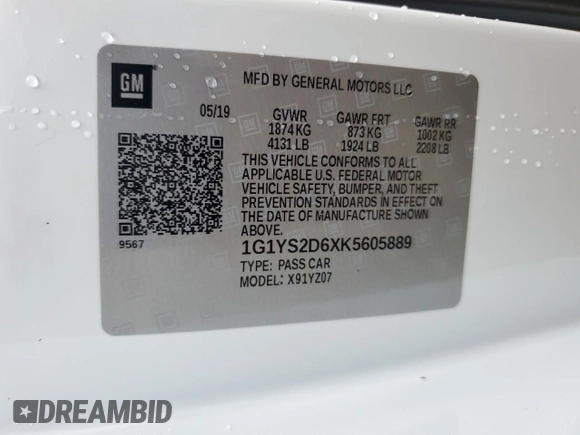 GM
MFD BY GENERAL MOTORS LLC
05/19 GVWR GAWR FRT GAWR RR
1874 KG 873 KG 1002 KG
4131 LB 1924 LB 2208 LB
THIS VEHICLE CONFORMS TO ALL
APPLICABLE U.S. FEDERAL MOTOR
VEHICLE SAFETY, BUMPER, AND THEFT
PREVENTION STANDARDS IN EFFECT ON
THE DATE OF MANUFACTURE SHOWN
ABOVE.
9567
1G1YS2D6XK5605889
TYPE: PASS CAR
MODEL: X91YZ07
DREAMBID